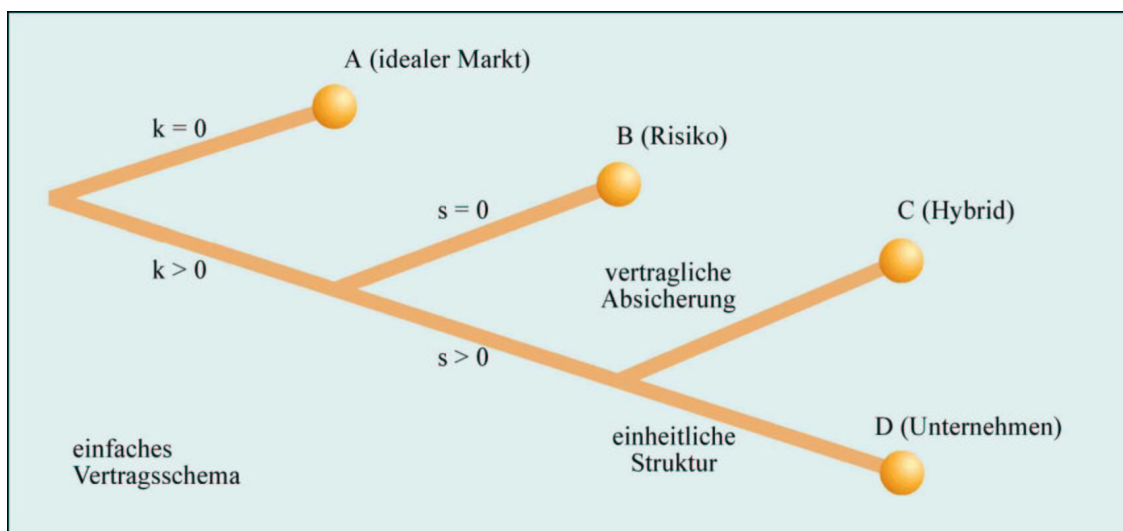 A (idealer Markt)
k = 0
B (Risiko)
s = 0
C (Hybrid)
k > 0
vertragliche
Absicherung
s > 0
D (Unternehmen)
einheitliche
Struktur
einfaches
Vertragsschema